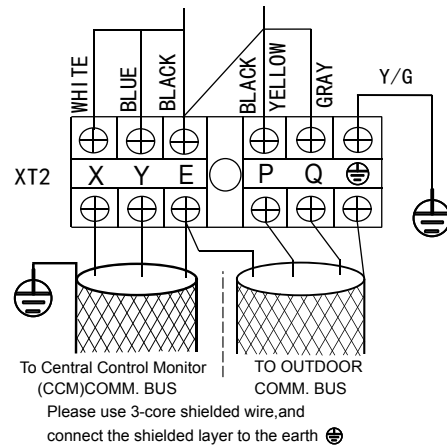 WHITE
BLUE
BLACK
BLACK
YELLOW
GRAY
Y/G
XT2
X Y E P Q
To Central Control Monitor
(CCM)COMM. BUS
TO OUTDOOR
COMM. BUS
Please use 3-core shielded wire,and
connect the shielded layer to the earth